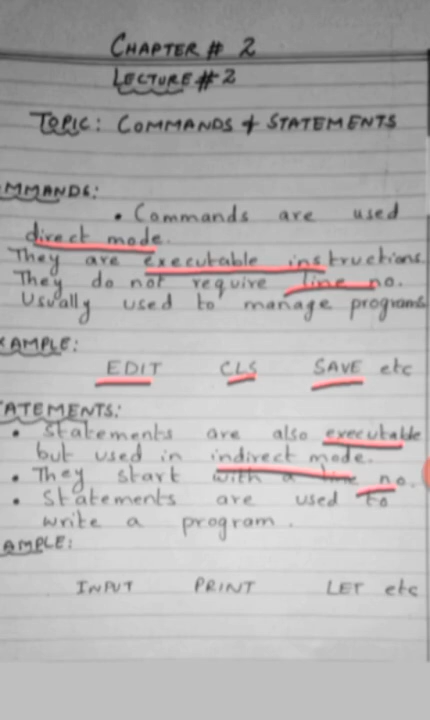 CHAPTER # 2
LECTURE # 2
TOPIC: COMMANDS & STATEMENTS
MMANDS:
• Commands are used
direct mode.
They are executable instructions
They do not require line no.
Usually used to manage programs
AMPLE:
EDIT CLS SAVE etc
ATEMENTS:
• Statements are also executable
but used in indirect mode.
• They start with a line no.
• Statements are used to
write a program.
AMPLE:
INPUT PRINT LET etc